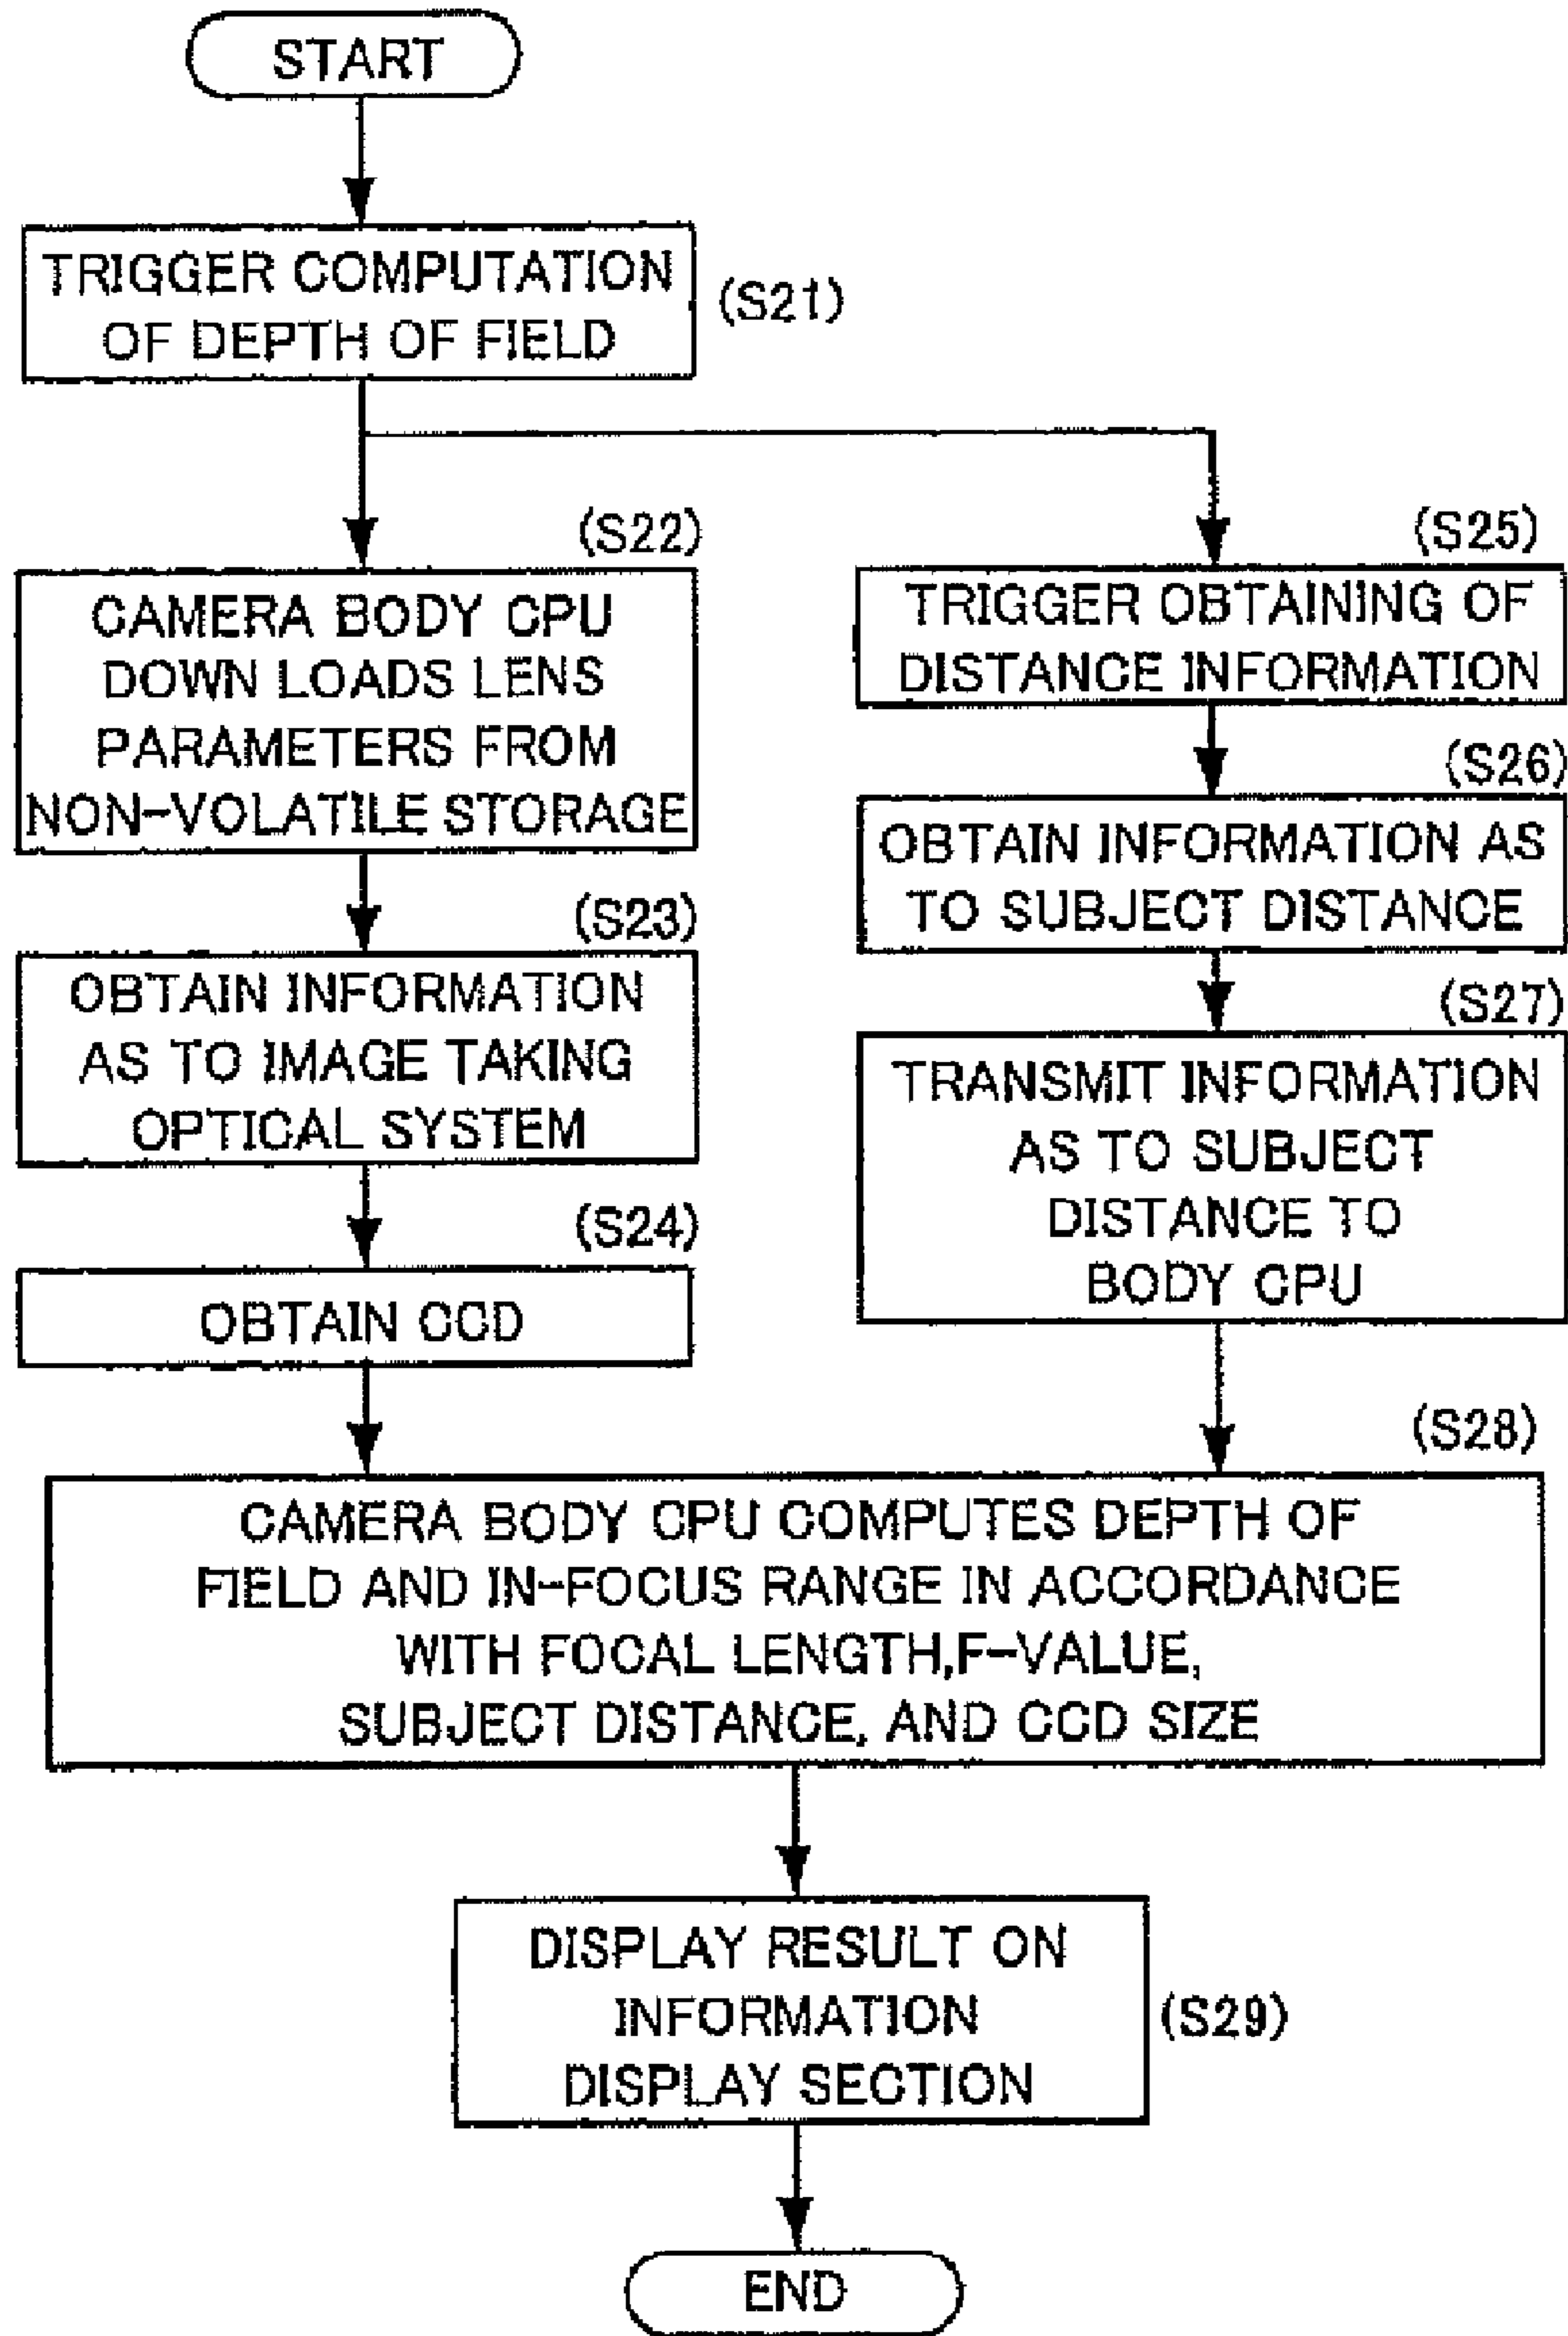 START
TRIGGER COMPUTATION
OF DEPTH OF FIELD
(S21)
(S22)
CAMERA BODY CPU
DOWN LOADS LENS
PARAMETERS FROM
NON-VOLATILE STORAGE
(S23)
OBTAIN INFORMATION
AS TO IMAGE TAKING
OPTICAL SYSTEM
(S24)
OBTAIN CCD
(S25)
TRIGGER OBTAINING OF
DISTANCE INFORMATION
(S26)
OBTAIN INFORMATION AS
TO SUBJECT DISTANCE
(S27)
TRANSMIT INFORMATION
AS TO SUBJECT
DISTANCE TO
BODY CPU
(S28)
CAMERA BODY CPU COMPUTES DEPTH OF
FIELD AND IN-FOCUS RANGE IN ACCORDANCE
WITH FOCAL LENGTH,F-VALUE,
SUBJECT DISTANCE, AND CCD SIZE
DISPLAY RESULT ON
INFORMATION
DISPLAY SECTION
(S29)
END